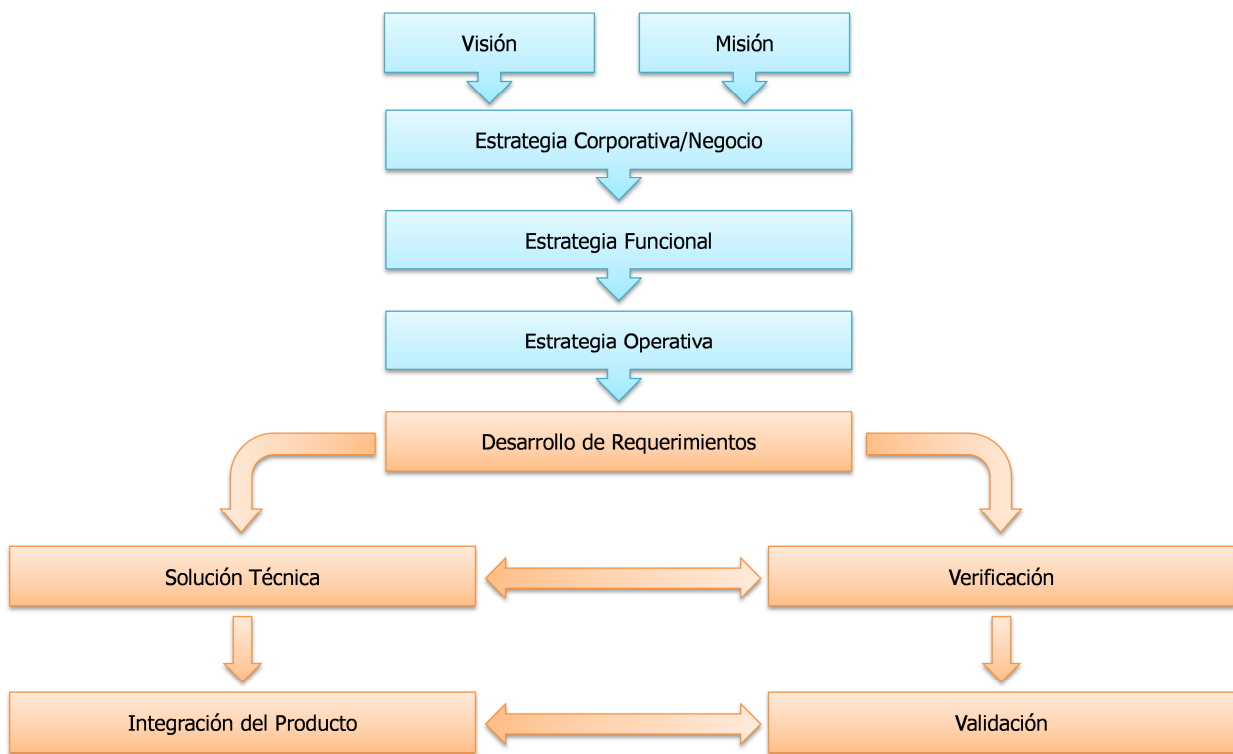 Visión
Misión
Estrategia Corporativa/Negocio
Estrategia Funcional
Estrategia Operativa
Desarrollo de Requerimientos
Solución Técnica
Verificación
Integración del Producto
Validación